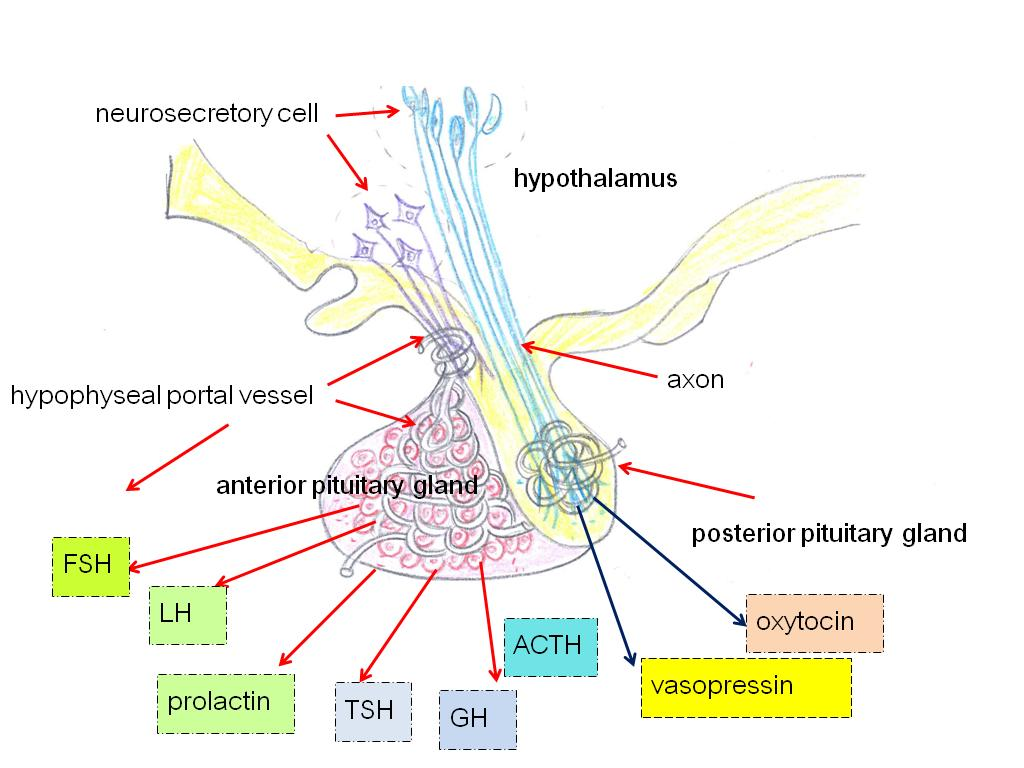 neurosecretory cell
hypothalamus
axon
hypophyseal portal vessel
anterior pituitary gland
posterior pituitary gland
FSH
LH
oxytocin
ACTH
vasopressin
prolactin
TSH
GH